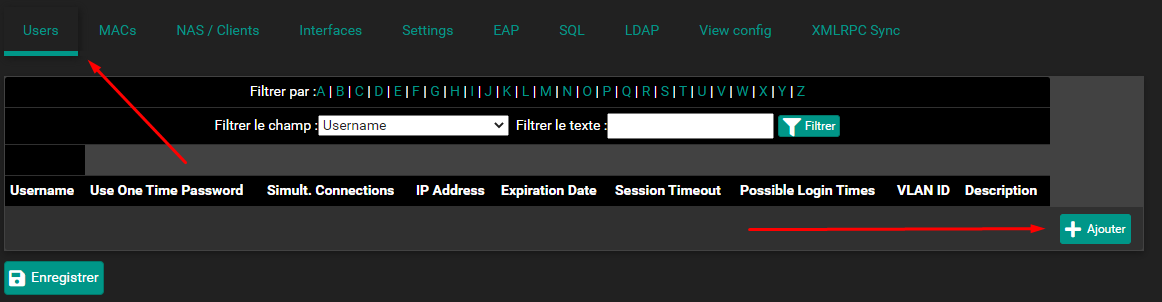 Users MACs NAS / Clients Interfaces Settings EAP SQL LDAP View config XMLRPC Sync
Filtrer par :A | B | C | D | E | F | G | H | I | J | K | L | M | N | O | P | Q | R | S | T | U | V | W | X | Y | Z
Filtrer le champ : Username Filtrer le texte : Filtrer
Username Use One Time Password Simult. Connections IP Address Expiration Date Session Timeout Possible Login Times VLAN ID Description
Ajouter
Enregistrer